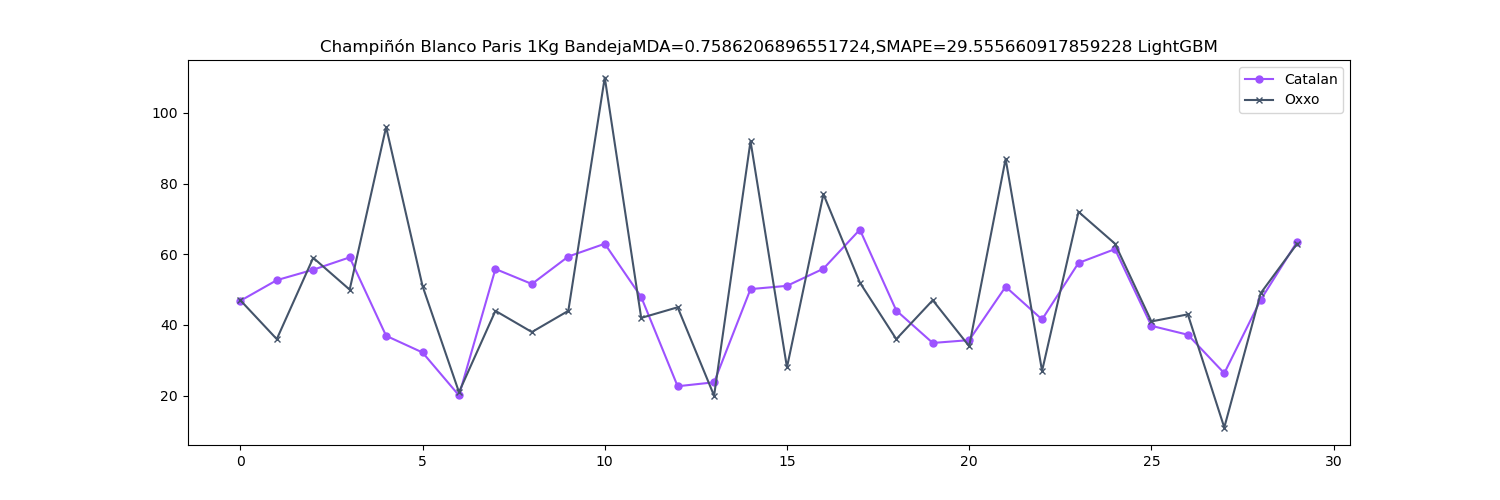 Champiñón Blanco Paris 1Kg BandejaMDA=0.7586206896551724,SMAPE=29.555660917859228 LightGBM
Catalan
Oxxo
100
80
60
40
20
0 5 10 15 20 25 30